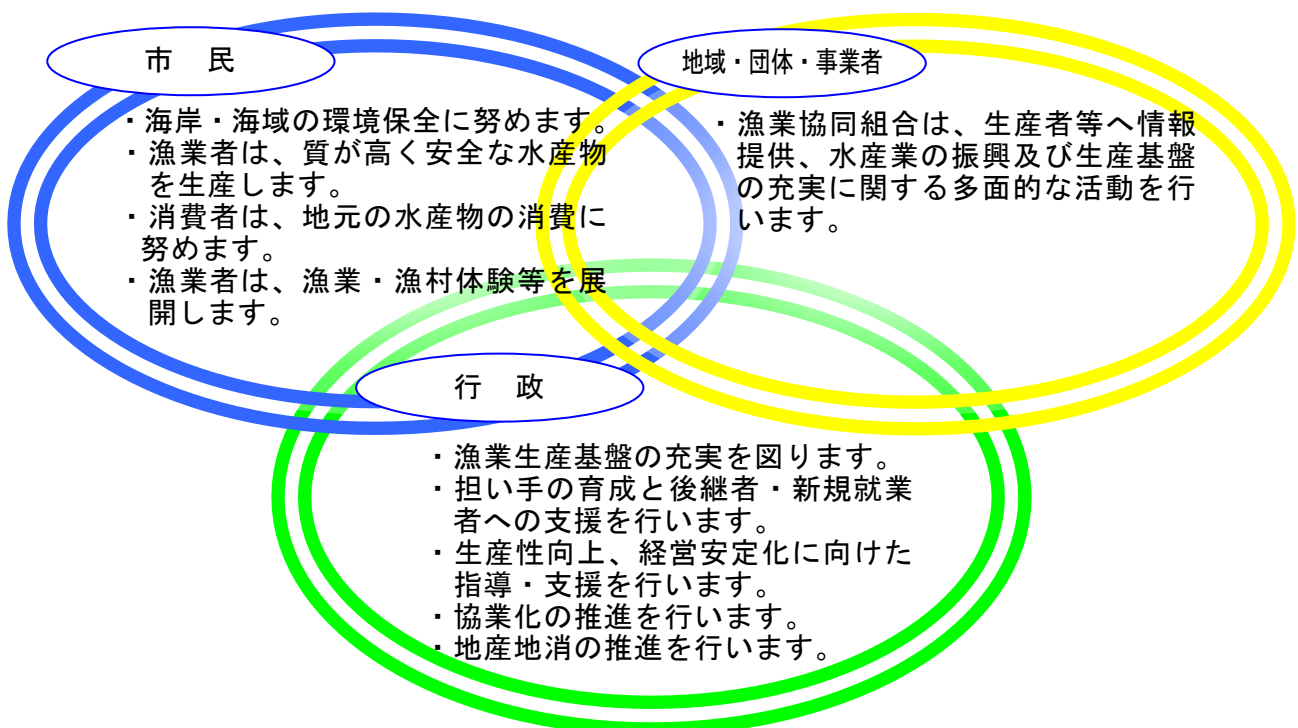 市　民
・海岸・海域の環境保全に努めます。
・漁業者は、質が高く安全な水産物
を生産します。
・消費者は、地元の水産物の消費に
努めます。
・漁業者は、漁業・漁村体験等を展
開します。
地域・団体・事業者
・漁業協同組合は、生産者等へ情報
提供、水産業の振興及び生産基盤
の充実に関する多面的な活動を行
います。
行　政
・漁業生産基盤の充実を図ります。
・担い手の育成と後継者・新規就業
者への支援を行います。
・生産性向上、経営安定化に向けた
指導・支援を行います。
・協業化の推進を行います。
・地産地消の推進を行います。